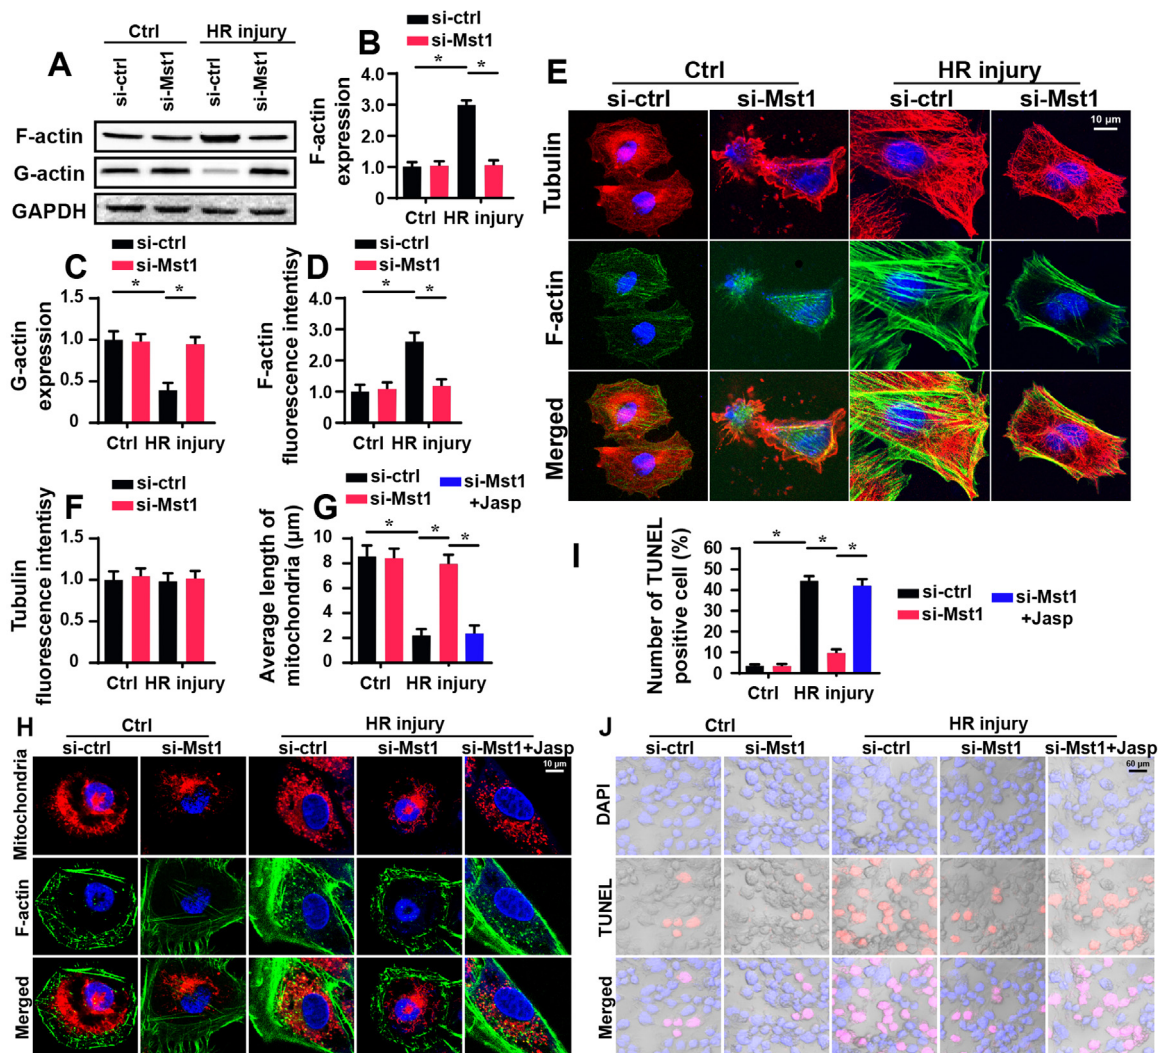 A
Ctrl
HR injury
si-ctrl
si-Mst1
si-ctrl
si-Mst1
F-actin
G-actin
GAPDH
B
si-ctrl
si-Mst1
F-actin
expression
4.0
3.0
2.0
1.0
0
*
*
Ctrl
HR injury
C
si-ctrl
si-Mst1
G-actin
expression
1.5
1.0
0.5
0
*
*
Ctrl
HR injury
D
si-ctrl
si-Mst1
F-actin
fluorescence intentisy
4.0
3.0
2.0
1.0
0
*
*
Ctrl
HR injury
E
Ctrl
HR injury
si-ctrl
si-Mst1
si-ctrl
si-Mst1
10 μm
Tubulin
F-actin
Merged
F
si-ctrl
si-Mst1
Tubulin
fluorescence intentisy
1.5
1.0
0.5
0
Ctrl
HR injury
G
si-ctrl
si-Mst1
si-Mst1
+Jasp
Average length of
mitochondria (μm)
8
6
4
2
0
*
*
*
Ctrl
HR injury
I
Number of TUNEL
positive cell (%)
60
50
40
30
20
10
0
*
*
*
Ctrl
HR injury
si-ctrl
si-Mst1
si-Mst1
+Jasp
H
Ctrl
HR injury
si-ctrl
si-Mst1
si-ctrl
si-Mst1
si-Mst1+Jasp
10 μm
Mitochondria
F-actin
Merged
J
Ctrl
HR injury
si-ctrl
si-Mst1
si-ctrl
si-Mst1
si-Mst1+Jasp
60 μm
DAPI
TUNEL
Merged